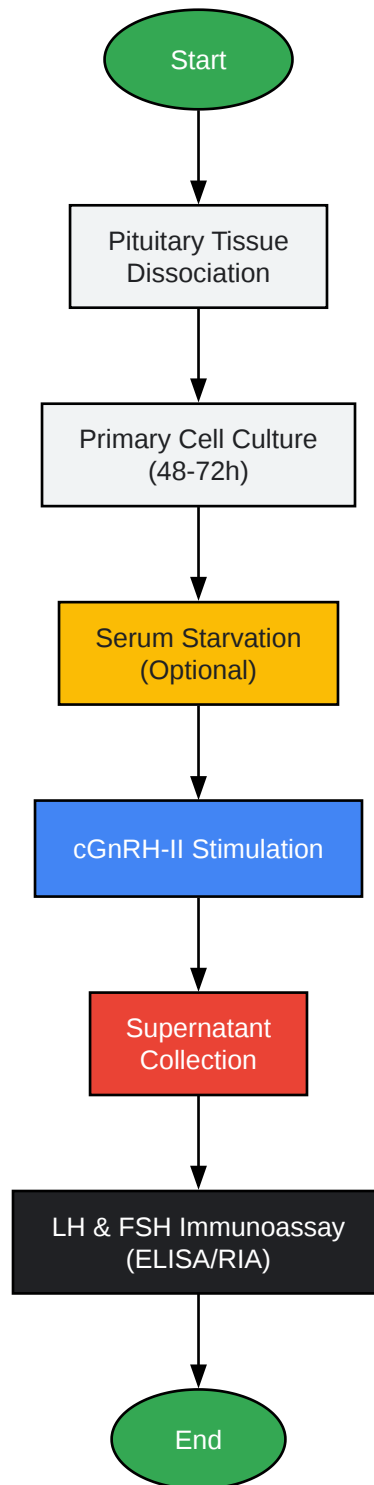 Start
Pituitary Tissue
Dissociation
Primary Cell Culture
(48-72h)
Serum Starvation
(Optional)
cGnRH-II Stimulation
Supernatant
Collection
LH & FSH Immunoassay
(ELISA/RIA)
End